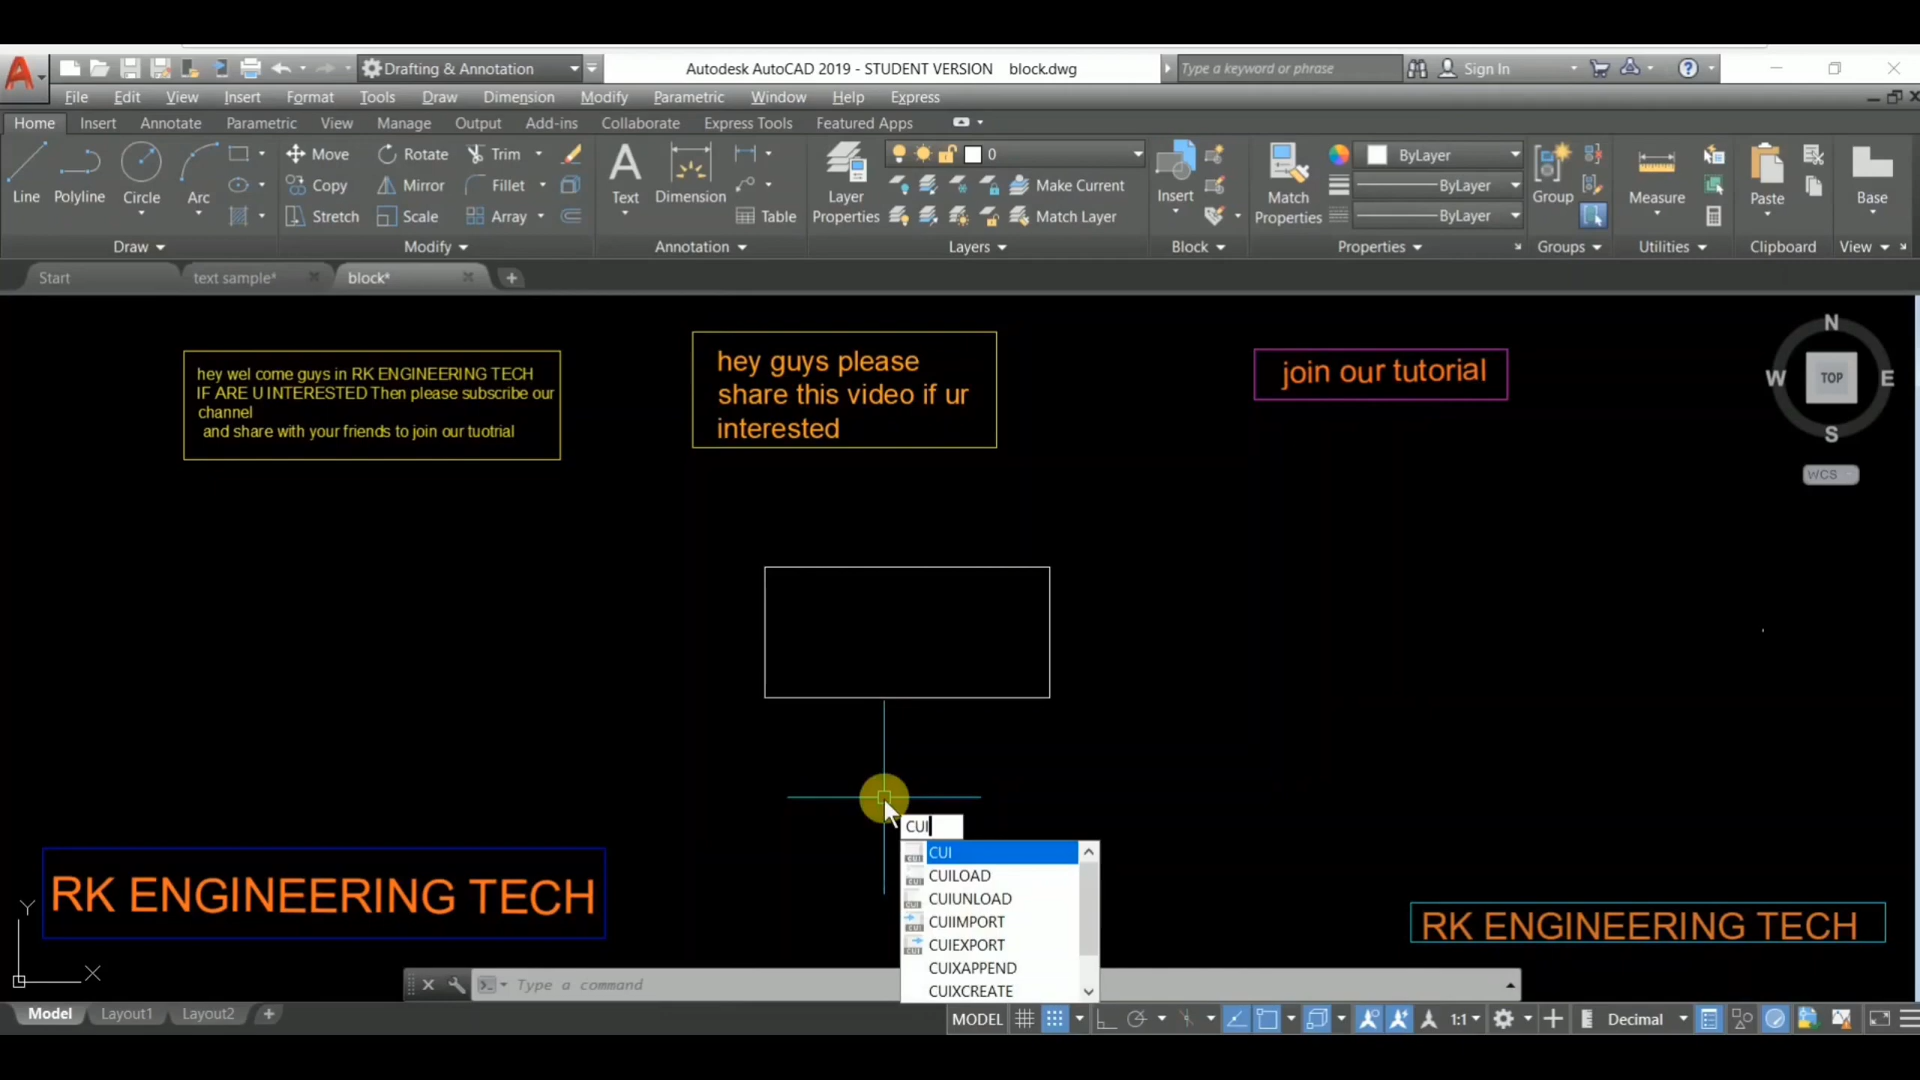 Drafting & Annotation
Autodesk AutoCAD 2019 - STUDENT VERSION block.dwg
Type a keyword or phrase
Sign In
File Edit View Insert Format Tools Draw Dimension Modify Parametric Window Help Express
Home Insert Annotate Parametric View Manage Output Add-ins Collaborate Express Tools Featured Apps
Line
Polyline
Circle
Arc
Draw
Move
Rotate
Trim
Copy
Mirror
Fillet
Stretch
Scale
Array
Modify
Text
Dimension
Table
Annotation
Layer
Properties
0
Make Current
Match Layer
Layers
Insert
Block
Match
Properties
ByLayer
ByLayer
ByLayer
Properties
Group
Groups
Measure
Utilities
Paste
Clipboard
Base
View
Start
text sample*
block*
hey wel come guys in RK ENGINEERING TECH
IF ARE U INTERESTED Then please subscribe our
channel
and share with your friends to join our tuotrial
hey guys please
share this video if ur
interested
join our tutorial
N
W
TOP
E
S
WCS
CUI
CUI
CUILOAD
CUIUNLOAD
CUIIMPORT
CUIEXPORT
CUIXAPPEND
CUIXCREATE
RK ENGINEERING TECH
RK ENGINEERING TECH
Y
X
Type a command
Model
Layout1
Layout2
MODEL
1:1
Decimal